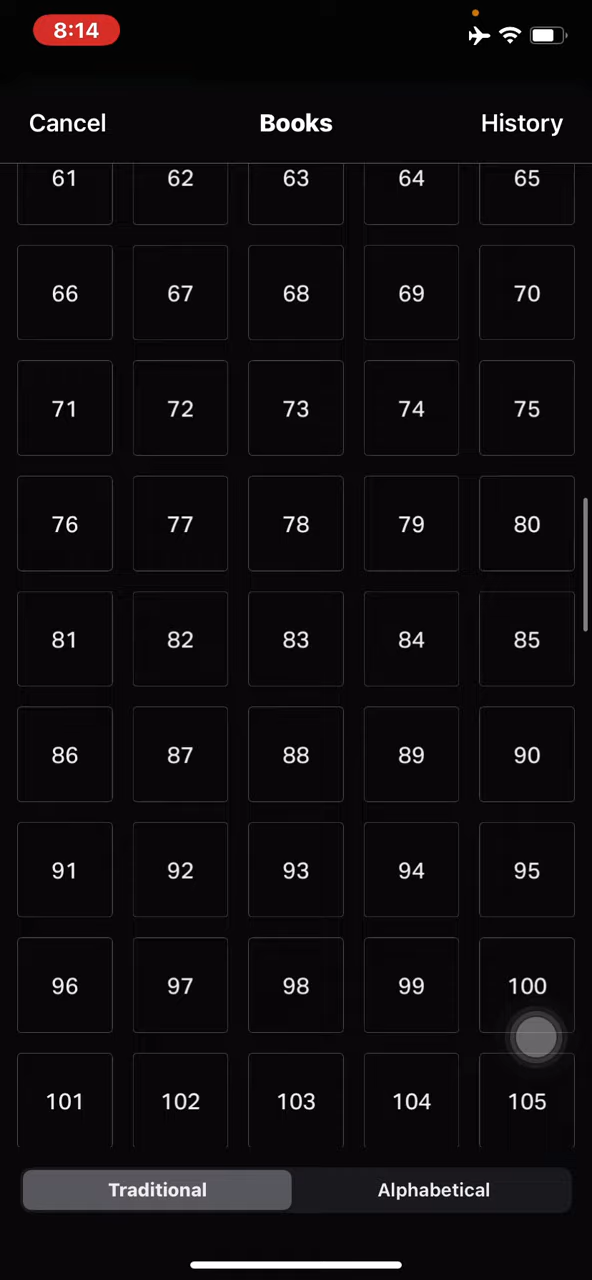 8:14
Cancel Books History
61 62 63 64 65
66 67 68 69 70
71 72 73 74 75
76 77 78 79 80
81 82 83 84 85
86 87 88 89 90
91 92 93 94 95
96 97 98 99 100
101 102 103 104 105
Traditional Alphabetical